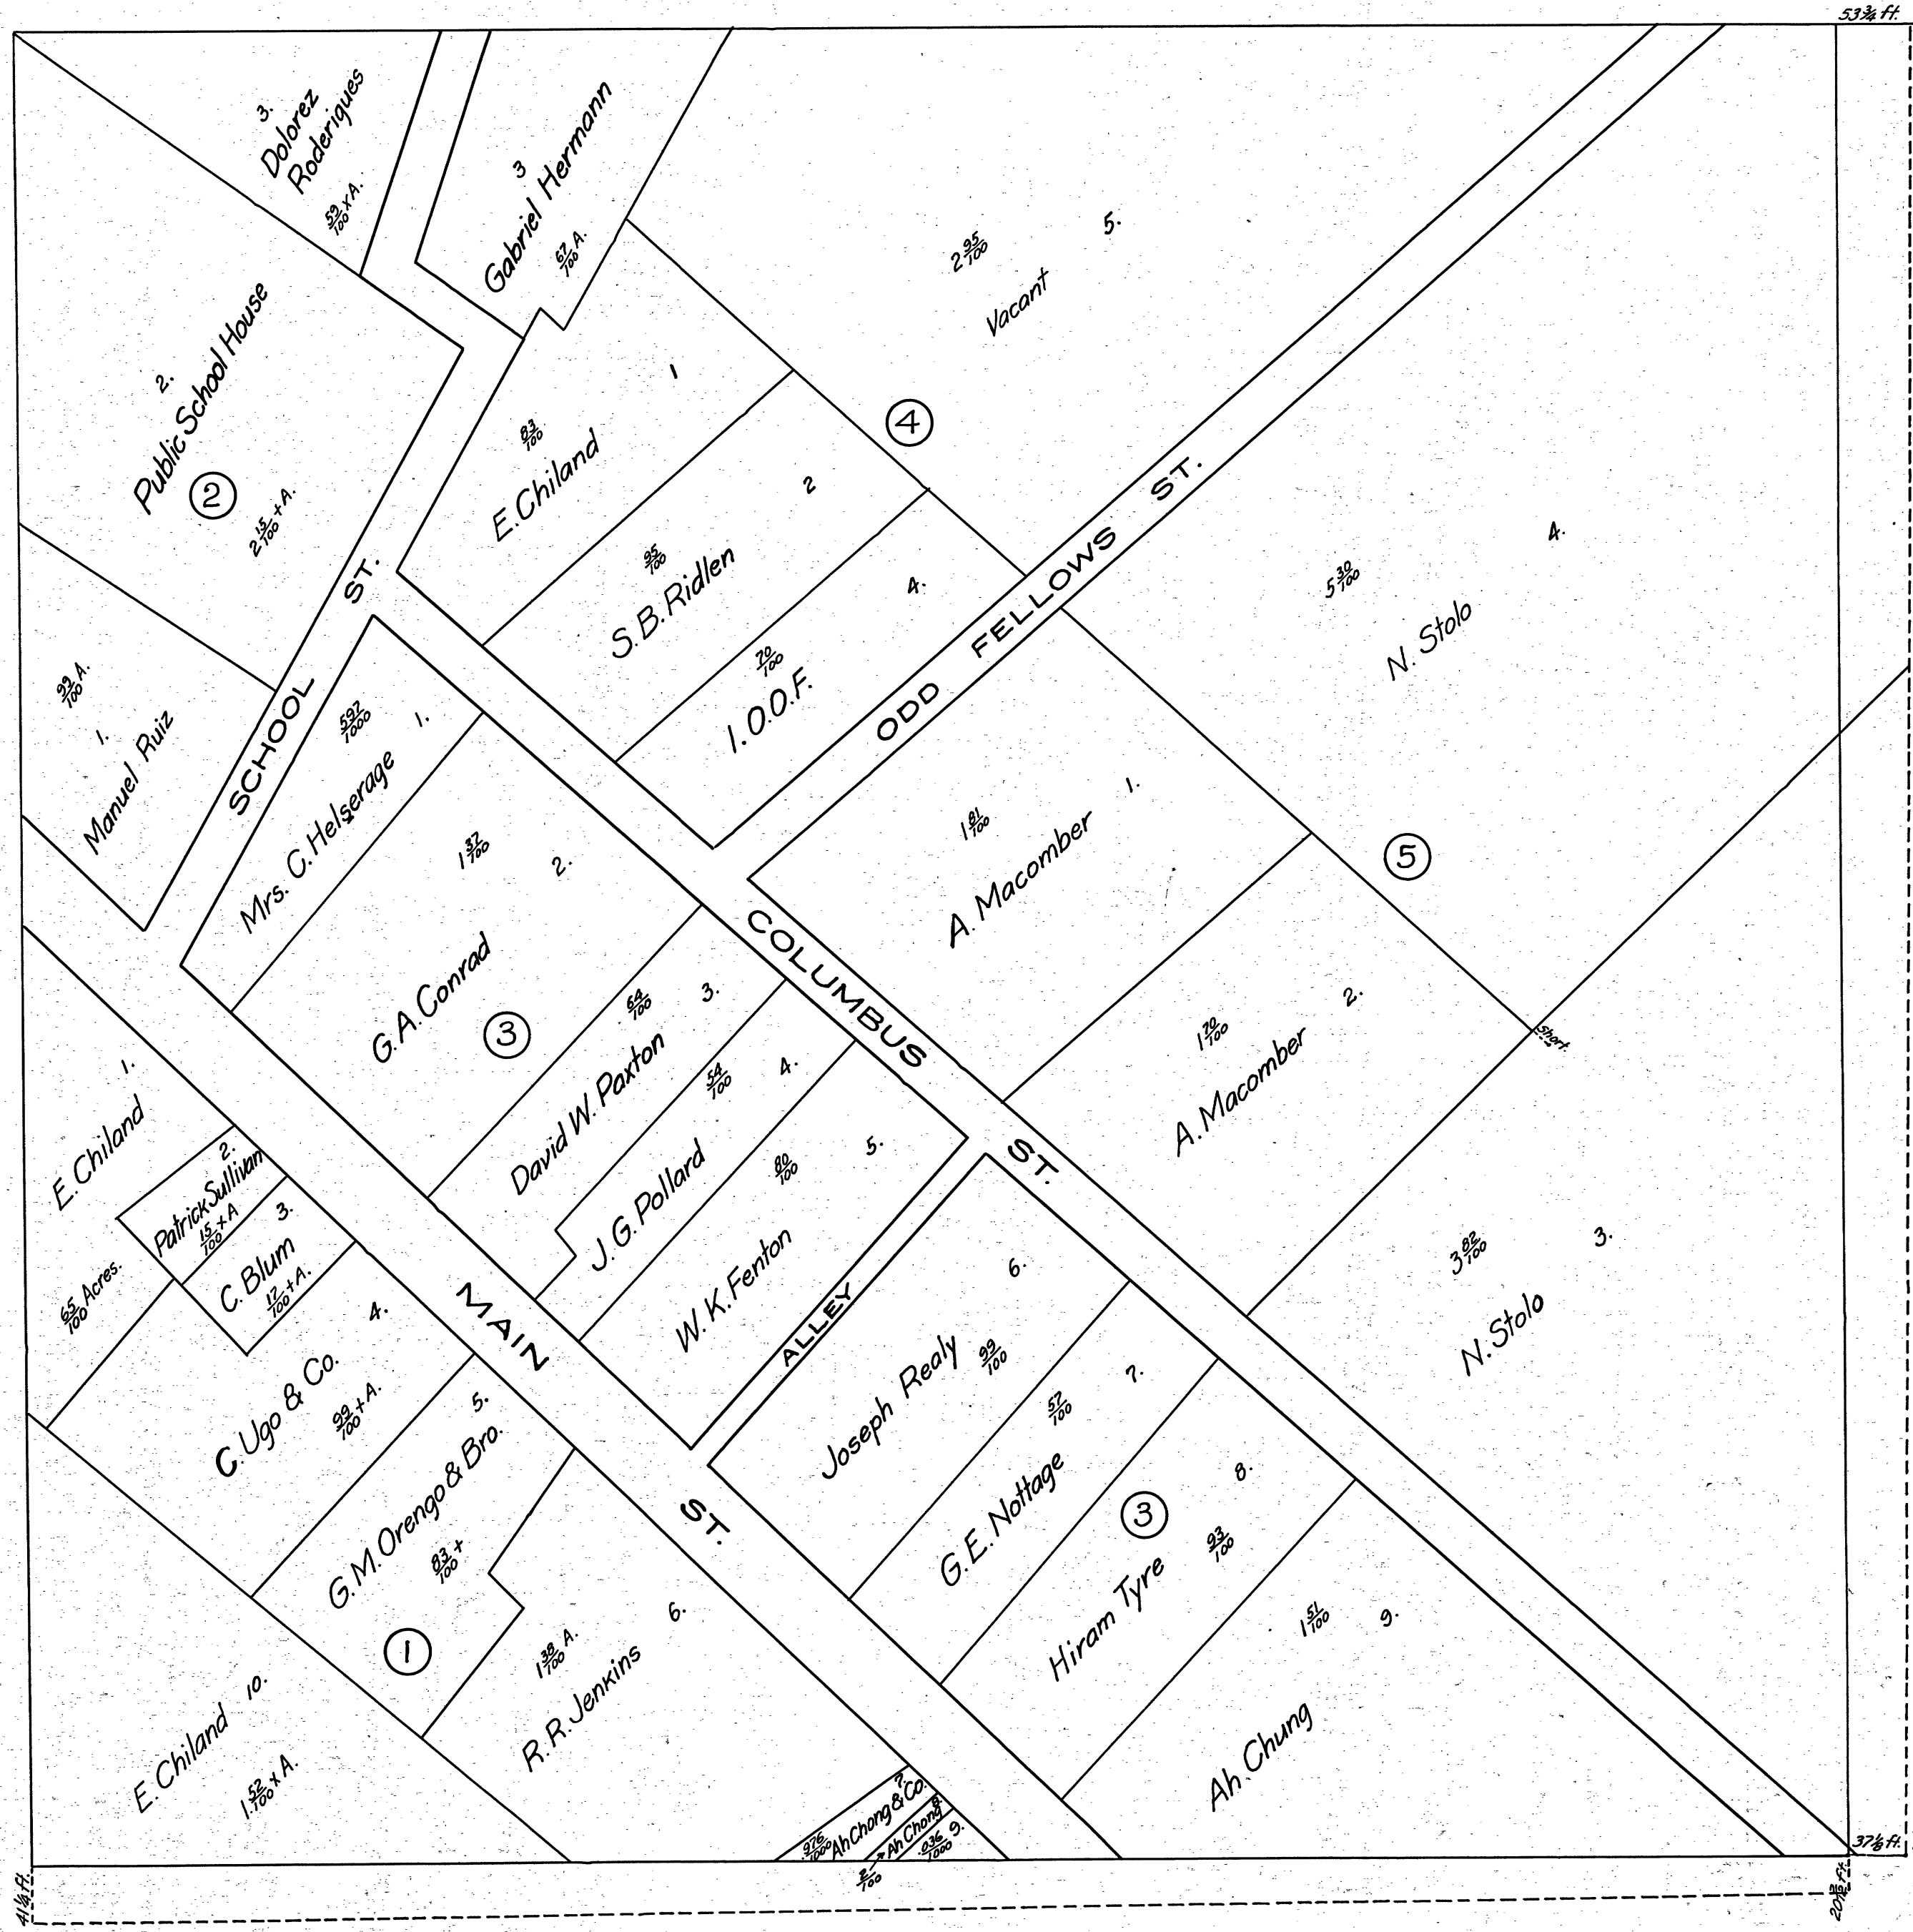 53¾ ft.
3.
Dolorez
Roderiques
59/100 x A.
3
Gabriel Hermann
67/100 A.
2 95/100
5.
Vacant
2.
Public School House
②
2 15/100 + A.
83/100
1
E. Chiland
④
95/100
2
S. B. Ridlen
70/100
4.
I. O. O. F.
ODD FELLOWS ST.
5 30/100
4.
N. Stolo
99/100 A.
1.
Manuel Ruiz
SCHOOL ST.
597/1000
1.
Mrs. C. Helserage
1 37/100
2.
G. A. Conrad
③
64/100
3.
David W. Paxton
54/100
4.
J. G. Pollard
80/100
5.
W. K. Fenton
ALLEY
COLUMBUS ST.
1 81/100
1.
A. Macomber
⑤
1 70/100
2.
A. Macomber
Short.
3 82/100
3.
N. Stolo
1.
E. Chiland
65/100 Acres.
2.
Patrick Sullivan
15/100 x A
3.
C. Blum
17/100 + A.
4.
C. Ugo & Co.
99/100 + A.
5.
G. M. Orengo & Bro.
83/100 +
①
MAIN ST.
6.
Joseph Realy
99/100
57/100
7.
G. E. Nottage
③
8.
Hiram Tyre
93/100
1 51/100
9.
Ah. Chung
1 38/100 A.
6.
R. R. Jenkins
E. Chiland
10.
1. 52/100 x A.
7.
.976/1000 Ah Chong & Co.
8.
2/100 Ah Chong
.036/1000 9.
37½ ft.
41¼ ft.